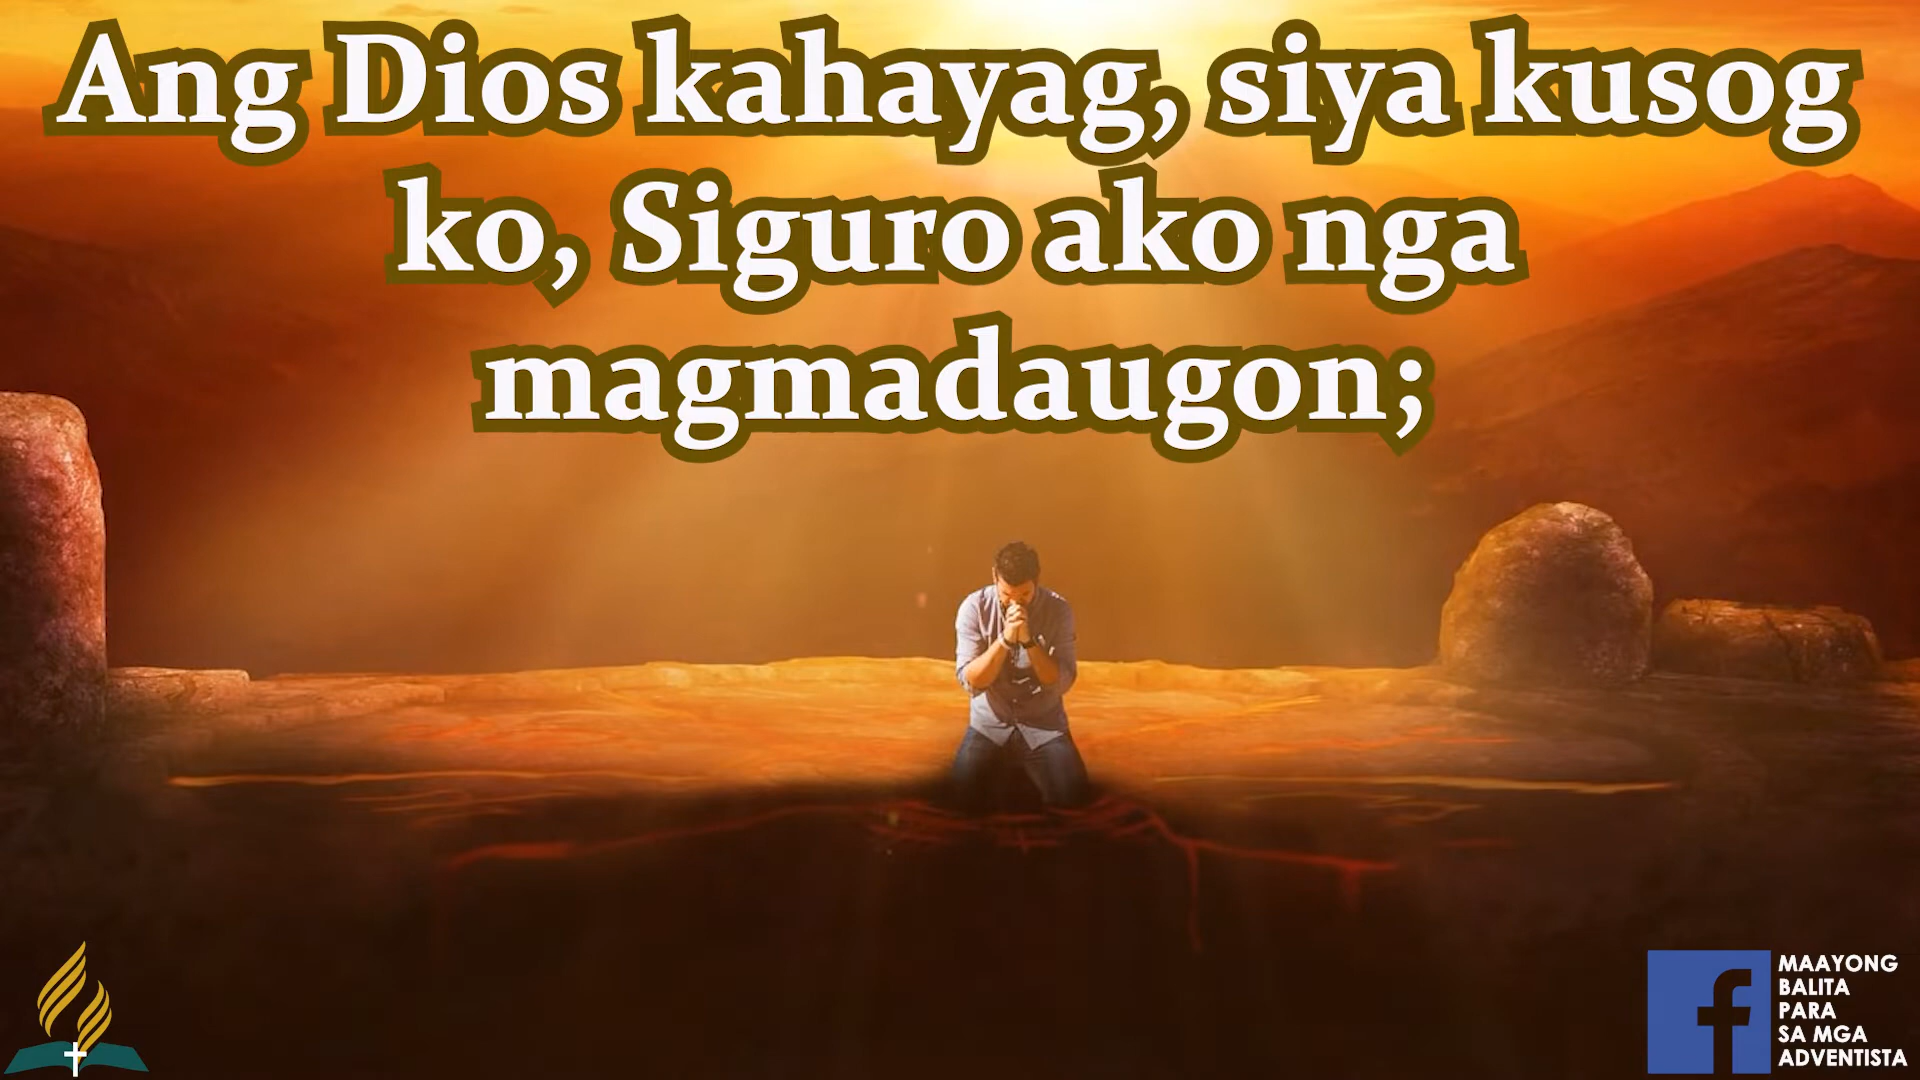 Ang Dios kahayag, siya kusog
ko, Siguro ako nga
magmadaugon;
MAAYONG
BALITA
PARA
SA MGA
ADVENTISTA